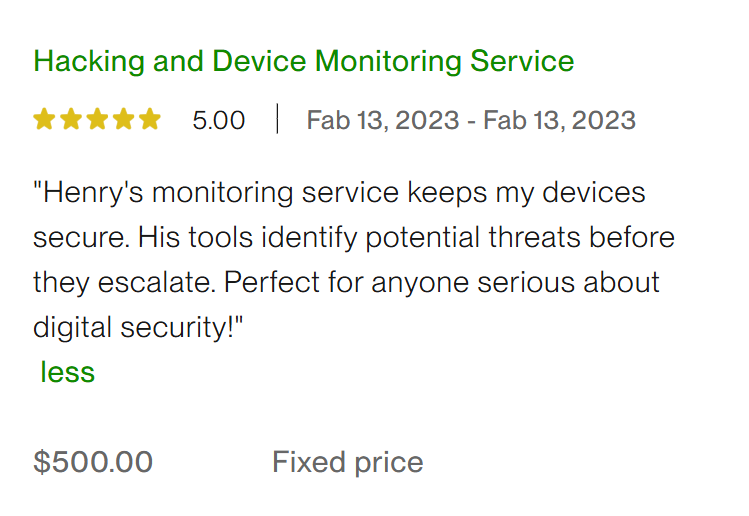 Hacking and Device Monitoring Service
5.00 | Fab 13, 2023 - Fab 13, 2023
"Henry's monitoring service keeps my devices
secure. His tools identify potential threats before
they escalate. Perfect for anyone serious about
digital security!"
less
$500.00 Fixed price